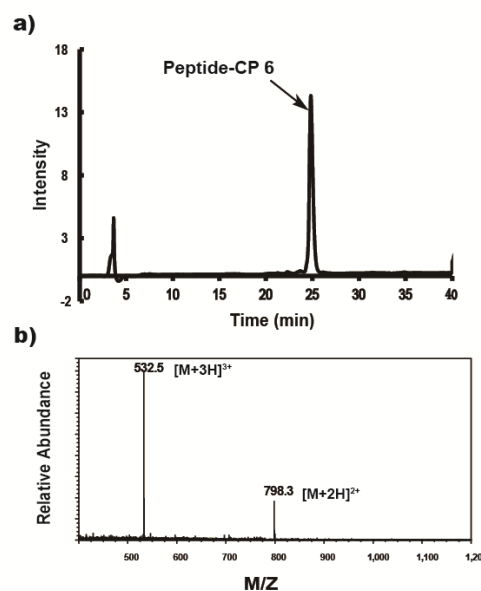 a)
18
Peptide-CP 6
13
8
3
-2
Intensity
0 5 10 15 20 25 30 35 40
Time (min)
b)
532.5 [M+3H]³⁺
798.3 [M+2H]²⁺
Relative Abundance
500 600 700 800 900 1,000 1,100 1,20
M/Z